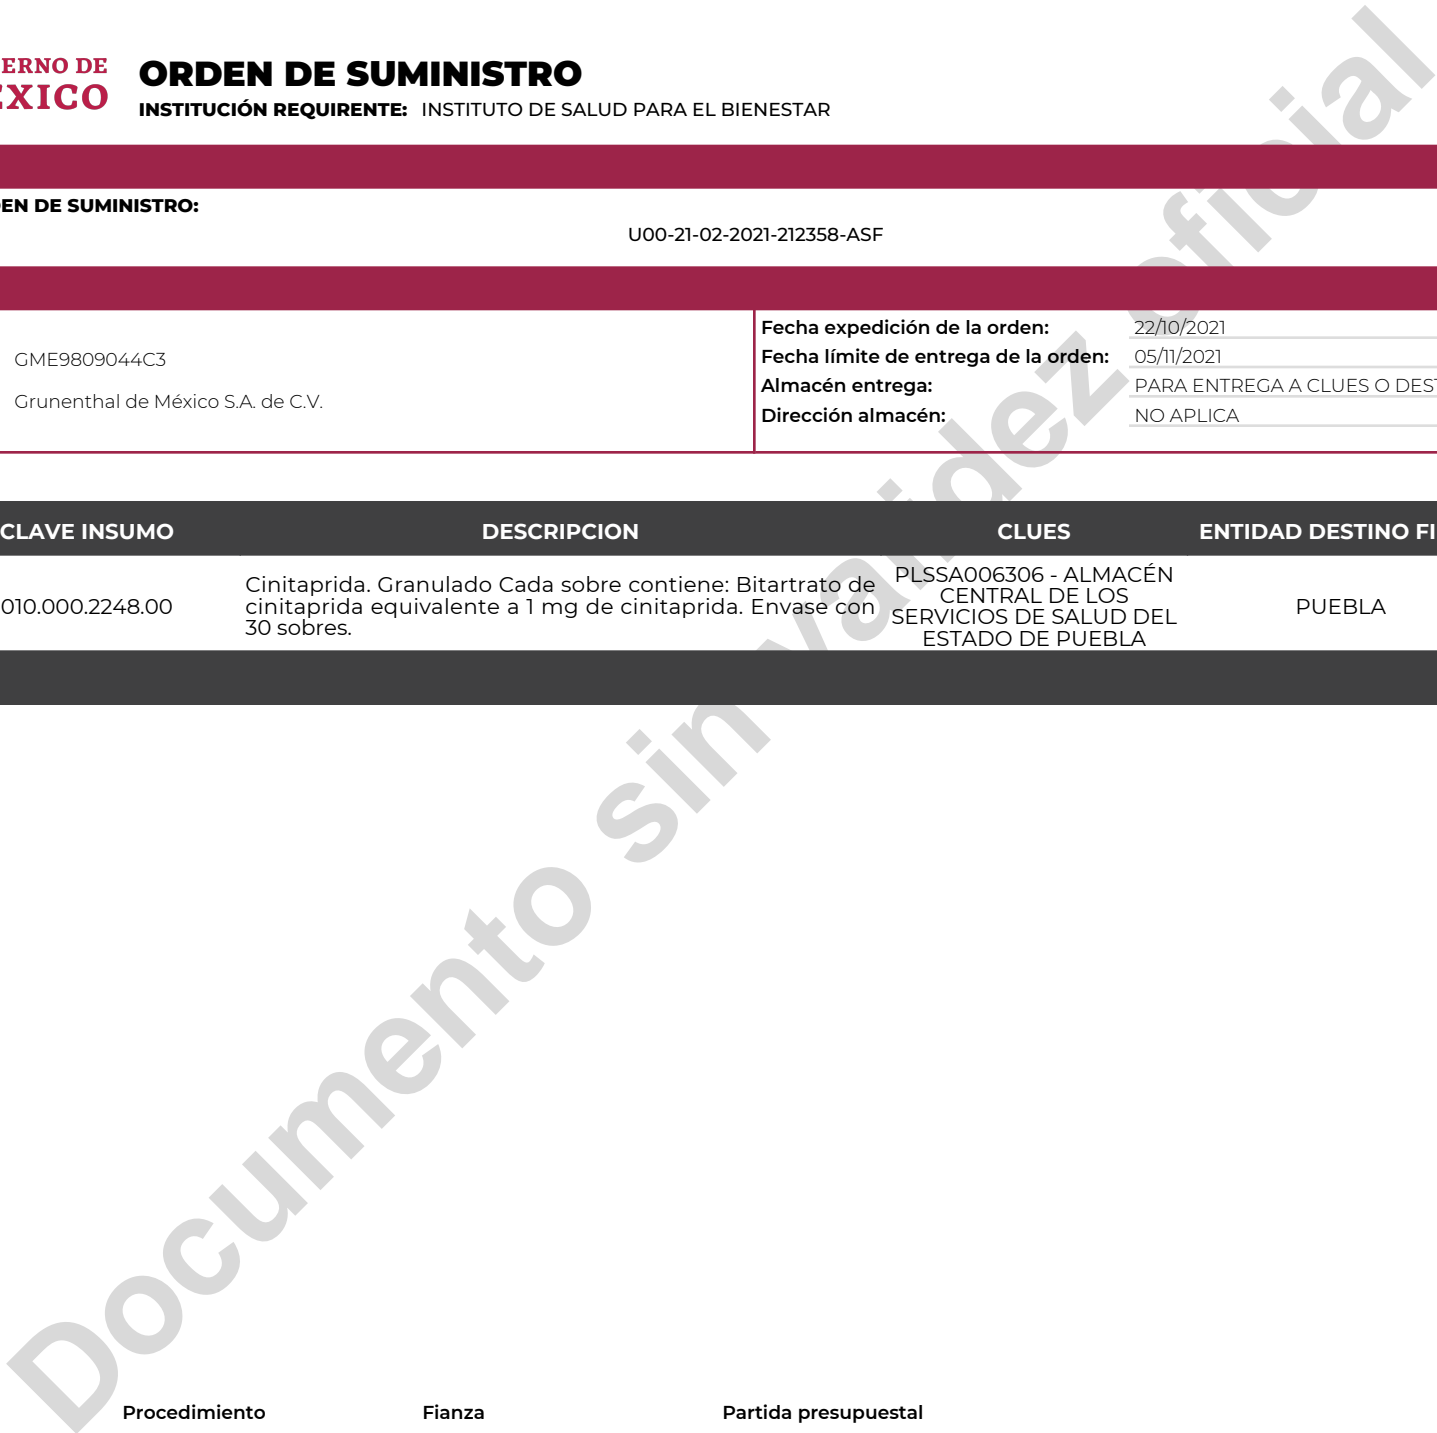 ERNO DE
ÉXICO
ORDEN DE SUMINISTRO
INSTITUCIÓN REQUIRENTE: INSTITUTO DE SALUD PARA EL BIENESTAR
EN DE SUMINISTRO:
U00-21-02-2021-212358-ASF
GME9809044C3
Grunenthal de México S.A. de C.V.
Fecha expedición de la orden: 22/10/2021
Fecha límite de entrega de la orden: 05/11/2021
Almacén entrega: PARA ENTREGA A CLUES O DEST
Dirección almacén: NO APLICA
CLAVE INSUMO DESCRIPCION CLUES ENTIDAD DESTINO FI
010.000.2248.00
Cinitaprida. Granulado Cada sobre contiene: Bitartrato de
cinitaprida equivalente a 1 mg de cinitaprida. Envase con
30 sobres.
PLSSA006306 - ALMACÉN
CENTRAL DE LOS
SERVICIOS DE SALUD DEL
ESTADO DE PUEBLA
PUEBLA
Documento sin validez oficial
Procedimiento Fianza Partida presupuestal